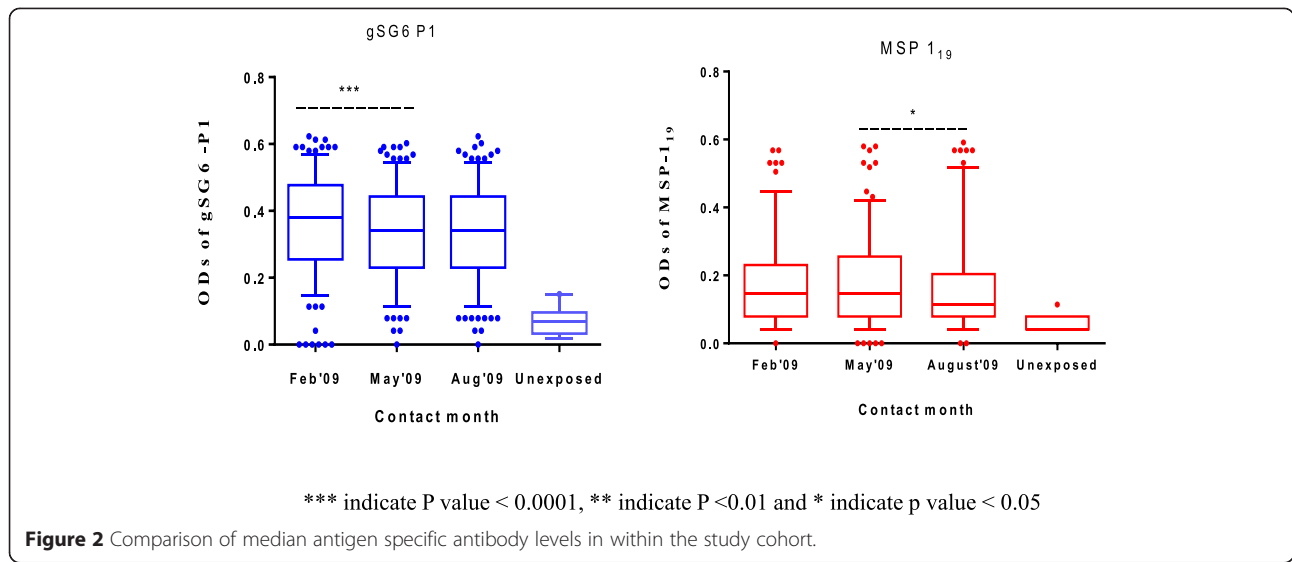 gSG6 P1
0.8
0.6
0.4
0.2
0.0
ODs of gSG6-P1
***
Feb'09 May'09 Aug'09 Unexposed
Contact month
MSP 1₁₉
0.8
0.6
0.4
0.2
0.0
ODs of MSP-1₁₉
*
Feb'09 May'09 August'09 Unexposed
Contact month
*** indicate P value < 0.0001, ** indicate P <0.01 and * indicate p value < 0.05
Figure 2 Comparison of median antigen specific antibody levels in within the study cohort.